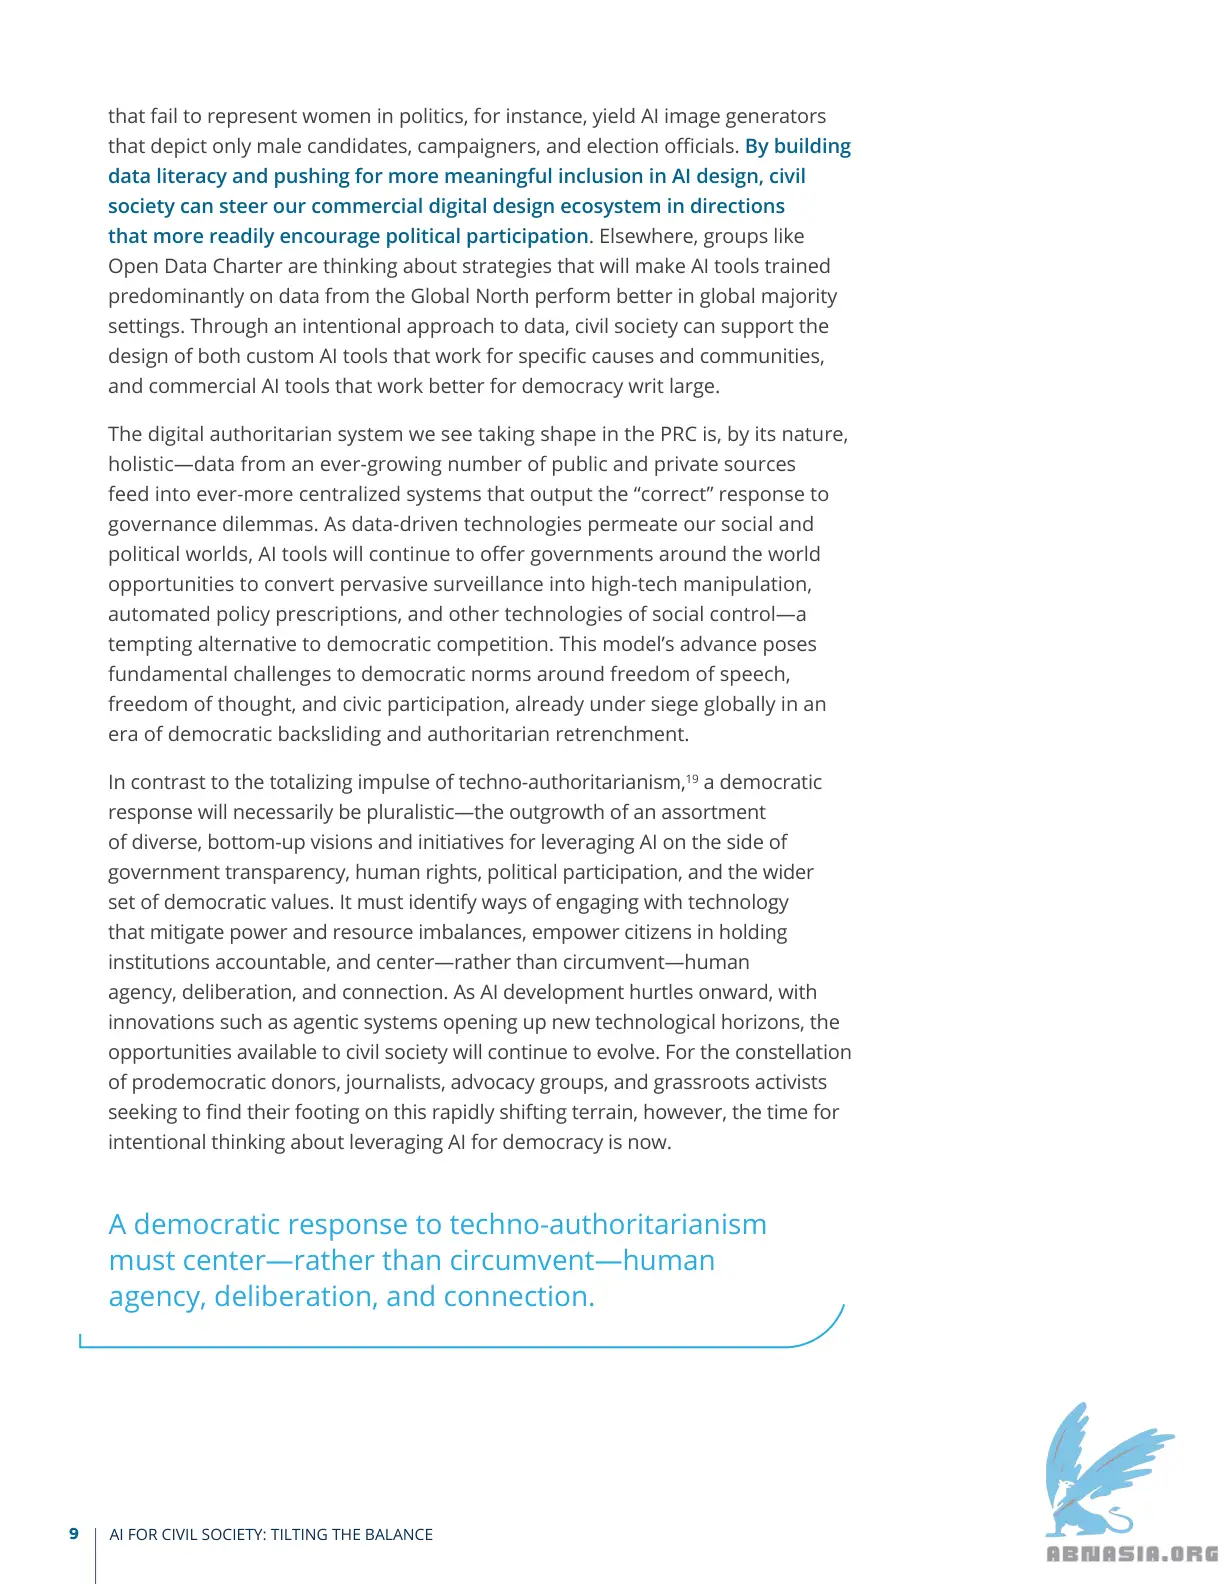 that fail to represent women in politics, for instance, yield AI image generators
that depict only male candidates, campaigners, and election officials. By building
data literacy and pushing for more meaningful inclusion in AI design, civil
society can steer our commercial digital design ecosystem in directions
that more readily encourage political participation. Elsewhere, groups like
Open Data Charter are thinking about strategies that will make AI tools trained
predominantly on data from the Global North perform better in global majority
settings. Through an intentional approach to data, civil society can support the
design of both custom AI tools that work for specific causes and communities,
and commercial AI tools that work better for democracy writ large.
The digital authoritarian system we see taking shape in the PRC is, by its nature,
holistic—data from an ever-growing number of public and private sources
feed into ever-more centralized systems that output the “correct” response to
governance dilemmas. As data-driven technologies permeate our social and
political worlds, AI tools will continue to offer governments around the world
opportunities to convert pervasive surveillance into high-tech manipulation,
automated policy prescriptions, and other technologies of social control—a
tempting alternative to democratic competition. This model’s advance poses
fundamental challenges to democratic norms around freedom of speech,
freedom of thought, and civic participation, already under siege globally in an
era of democratic backsliding and authoritarian retrenchment.
In contrast to the totalizing impulse of techno-authoritarianism,19 a democratic
response will necessarily be pluralistic—the outgrowth of an assortment
of diverse, bottom-up visions and initiatives for leveraging AI on the side of
government transparency, human rights, political participation, and the wider
set of democratic values. It must identify ways of engaging with technology
that mitigate power and resource imbalances, empower citizens in holding
institutions accountable, and center—rather than circumvent—human
agency, deliberation, and connection. As AI development hurtles onward, with
innovations such as agentic systems opening up new technological horizons, the
opportunities available to civil society will continue to evolve. For the constellation
of prodemocratic donors, journalists, advocacy groups, and grassroots activists
seeking to find their footing on this rapidly shifting terrain, however, the time for
intentional thinking about leveraging AI for democracy is now.
A democratic response to techno-authoritarianism
must center—rather than circumvent—human
agency, deliberation, and connection.
9 AI FOR CIVIL SOCIETY: TILTING THE BALANCE
ABNASIA.ORG